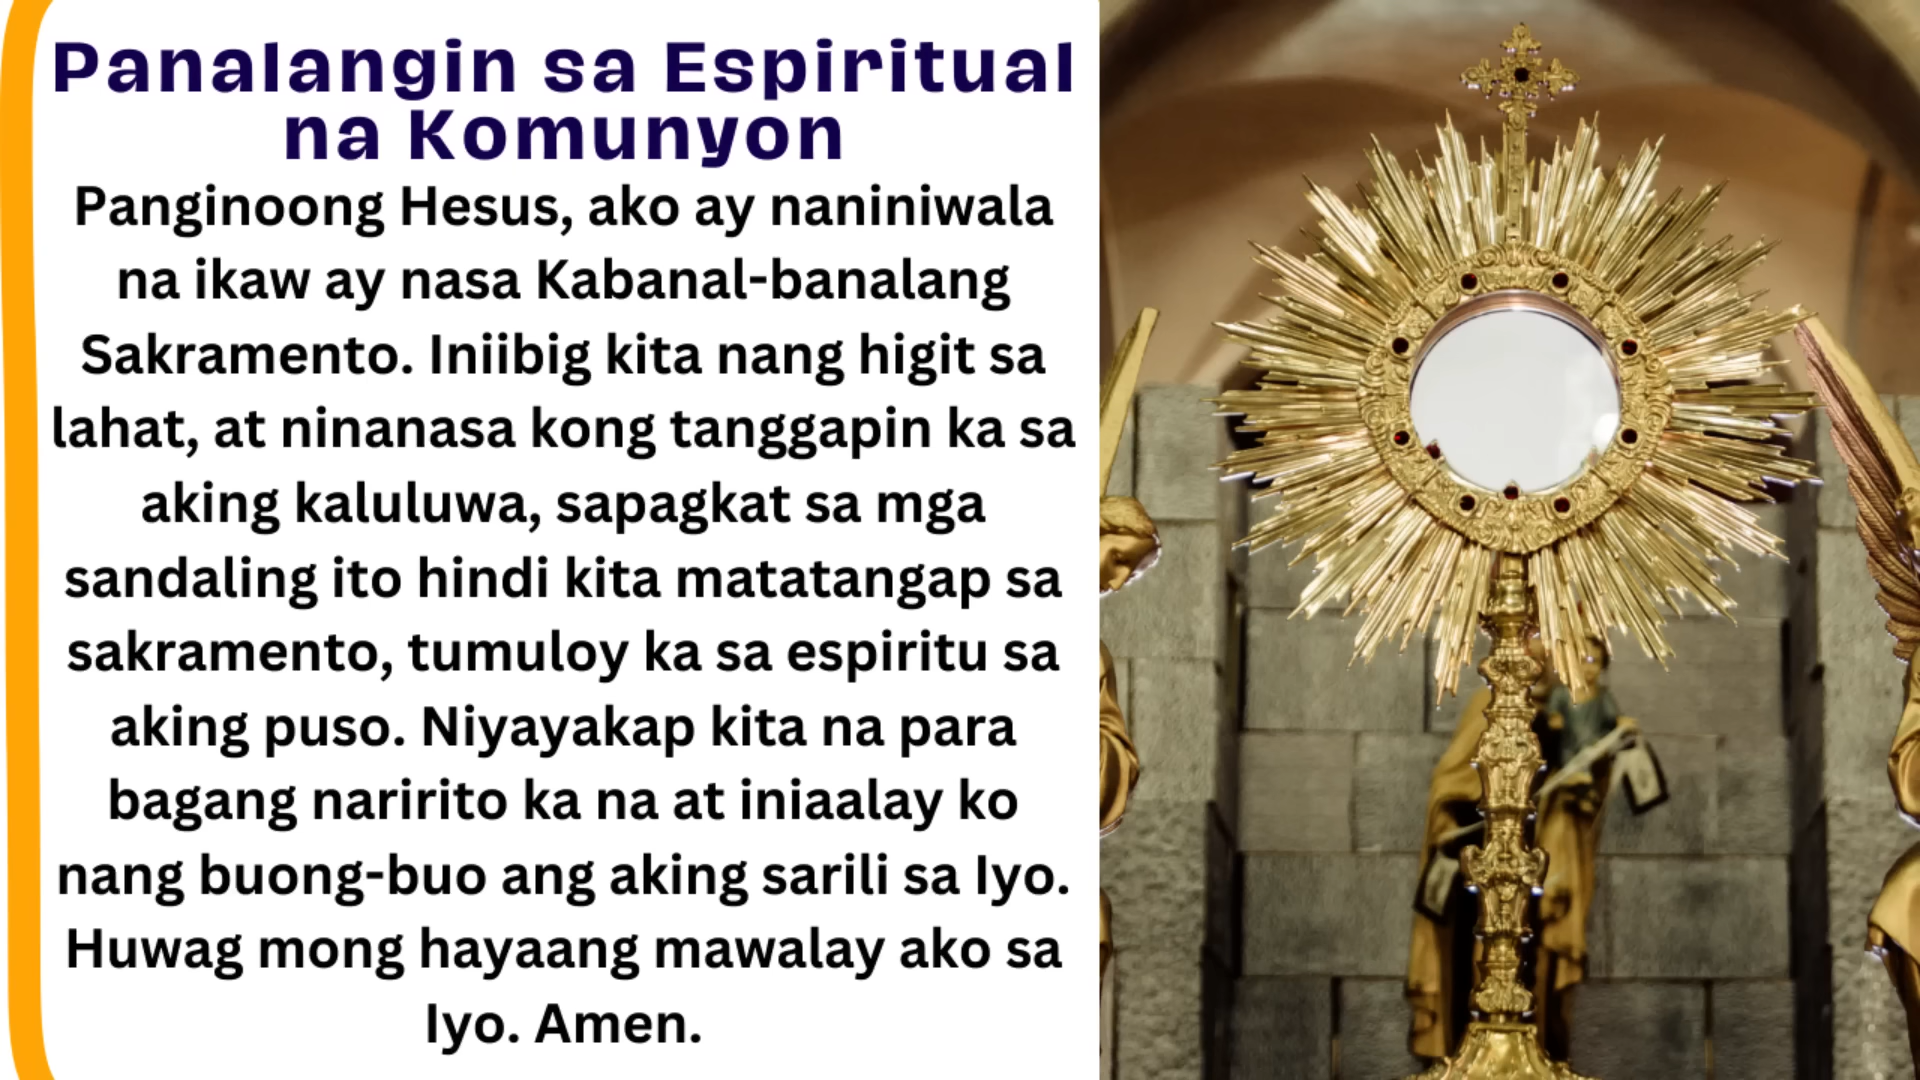 Panalangin sa Espiritual
na Komunyon
Panginoong Hesus, ako ay naniniwala
na ikaw ay nasa Kabanal-banalang
Sakramento. Iniibig kita nang higit sa
lahat, at ninanasa kong tanggapin ka sa
aking kaluluwa, sapagkat sa mga
sandaling ito hindi kita matatangap sa
sakramento, tumuloy ka sa espiritu sa
aking puso. Niyayakap kita na para
bagang naririto ka na at iniaalay ko
nang buong-buo ang aking sarili sa Iyo.
Huwag mong hayaang mawalay ako sa
Iyo. Amen.